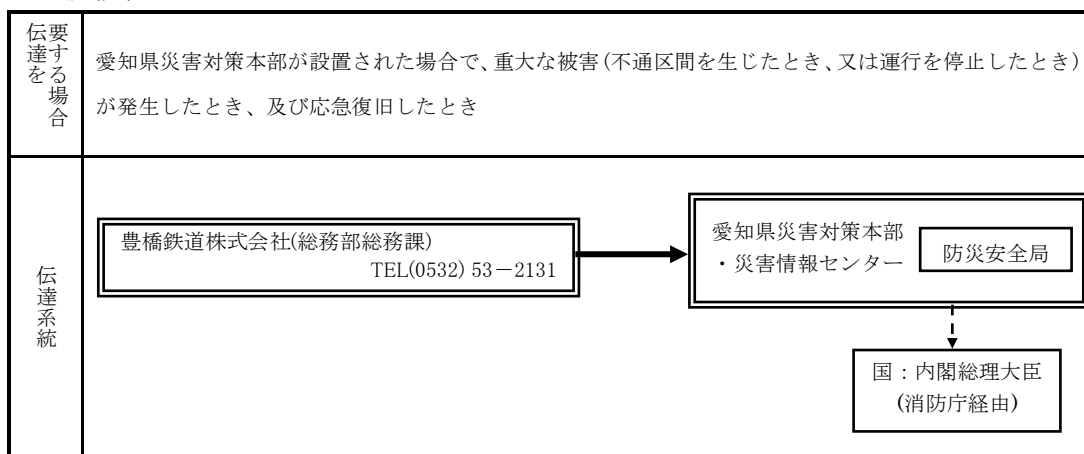 伝達を
要する場合
愛知県災害対策本部が設置された場合で、重大な被害(不通区間を生じたとき、又は運行を停止したとき)
が発生したとき、及び応急復旧したとき
伝達系統
豊橋鉄道株式会社(総務部総務課)
TEL(0532) 53－2131
愛知県災害対策本部
・災害情報センター
防災安全局
国：内閣総理大臣
(消防庁経由)